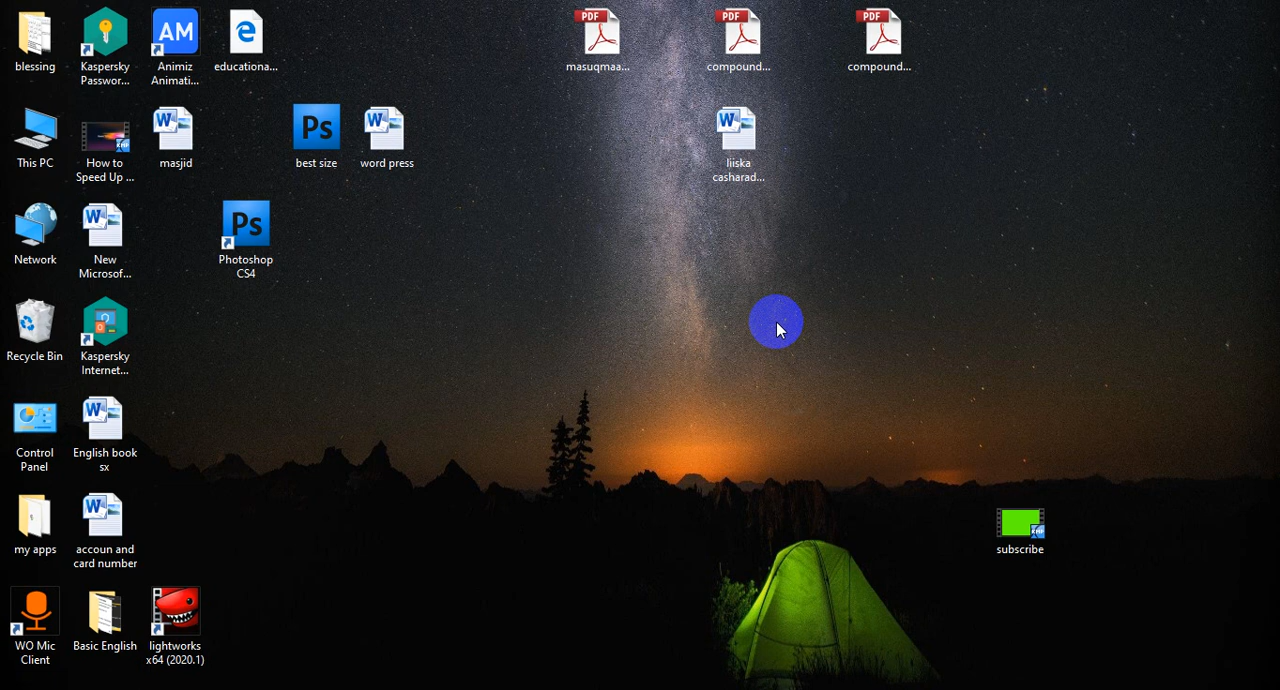 blessing
Kaspersky
Passwor...
Animiz
Animati...
educationa...
masuqmaa...
compound...
compound...
This PC
How to
Speed Up ...
masjid
best size
word press
liiska
casharad...
Network
New
Microsof...
Photoshop
CS4
Recycle Bin
Kaspersky
Internet...
Control
Panel
English book
sx
my apps
accoun and
card number
subscribe
WO Mic
Client
Basic English
lightworks
x64 (2020.1)
AM
PDF
PDF
PDF
Ps
Ps